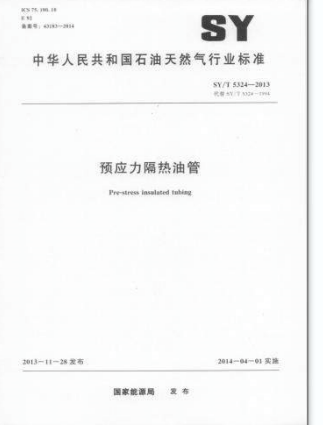 ICS 75.180.10
E 92
备案号: 43283—2014
SY
中华人民共和国石油天然气行业标准
SY/T 5324—2013
代替 SY/T 5324—1994
预应力隔热油管
Pre-stress insulated tubing
2013—11—28 发布
2014—04—01 实施
国家能源局 发布